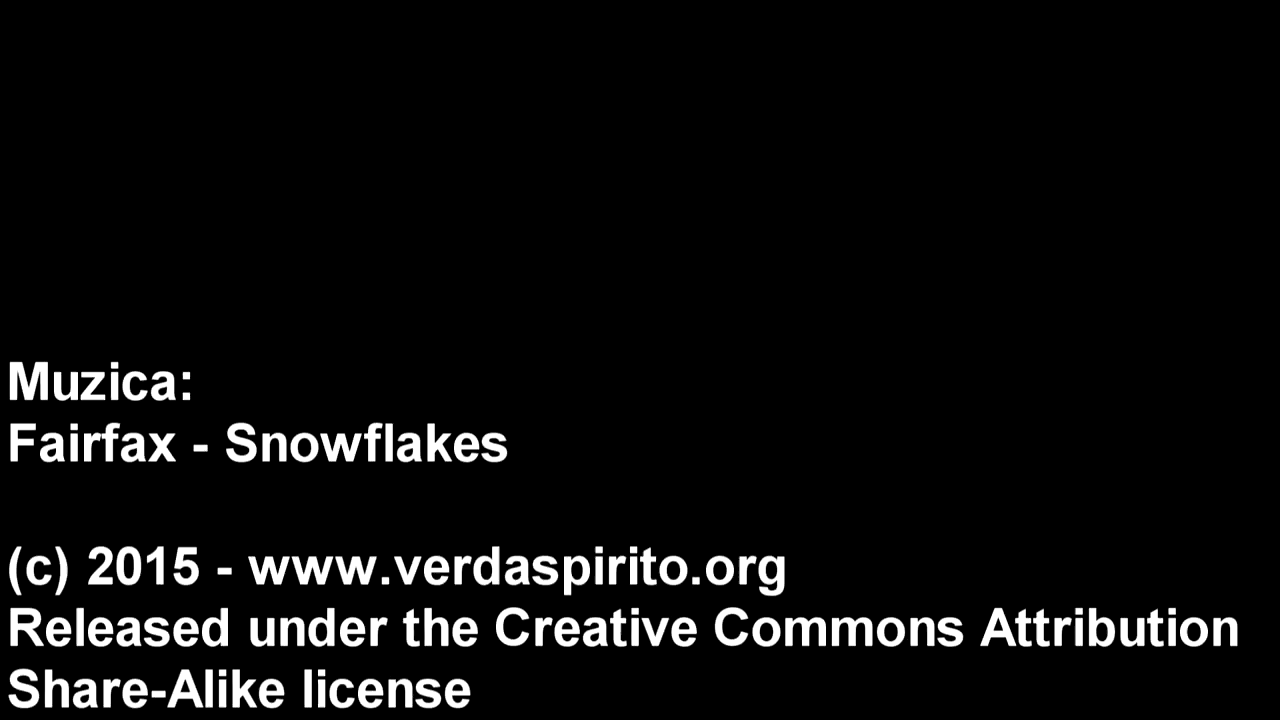 Muzica:
Fairfax - Snowflakes
(c) 2015 - www.verdaspirito.org
Released under the Creative Commons Attribution
Share-Alike license